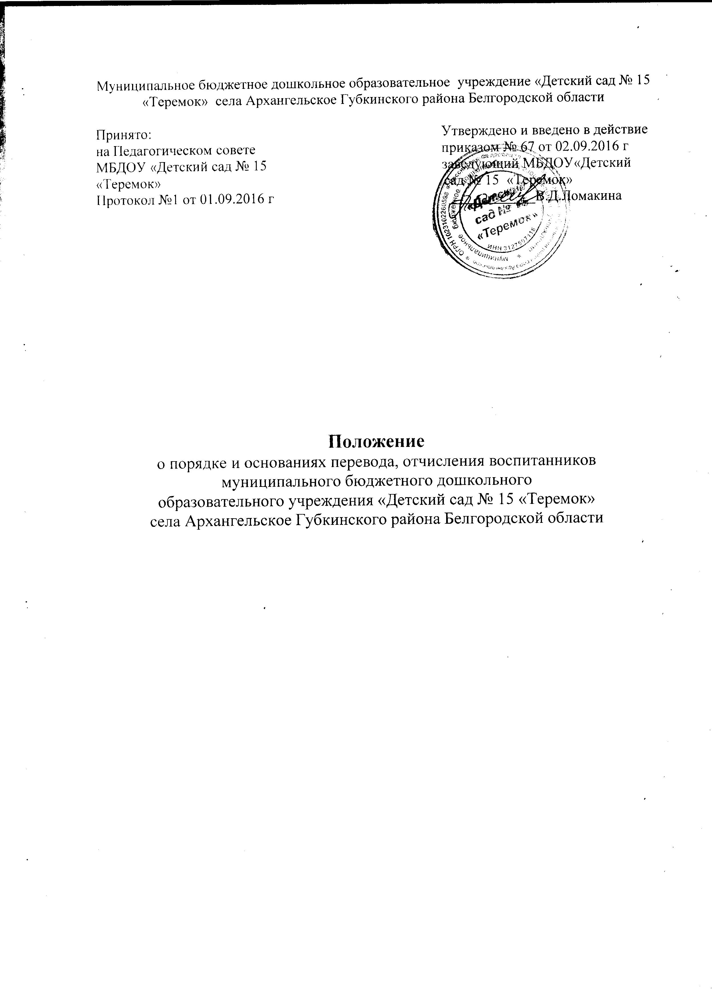 Муниципальное бюджетное дошкольное образовательное учреждение «Детский сад № 15
«Теремок» села Архангельское Губкинского района Белгородской области
Принято:
на Педагогическом совете
МБДОУ «Детский сад № 15
«Теремок»
Протокол №1 от 01.09.2016 г
Утверждено и введено в действие
приказом № 67 от 02.09.2016 г
заведующий МБДОУ«Детский
сад № 15 «Теремок»
В.Д.Ломакина
«Детский
сад №
«Теремок»
ИНН 3127507118
ОГРН 1023102260598
муниципальное бюджетное
село Архангельское
Положение
о порядке и основаниях перевода, отчисления воспитанников
муниципального бюджетного дошкольного
образовательного учреждения «Детский сад № 15 «Теремок»
села Архангельское Губкинского района Белгородской области